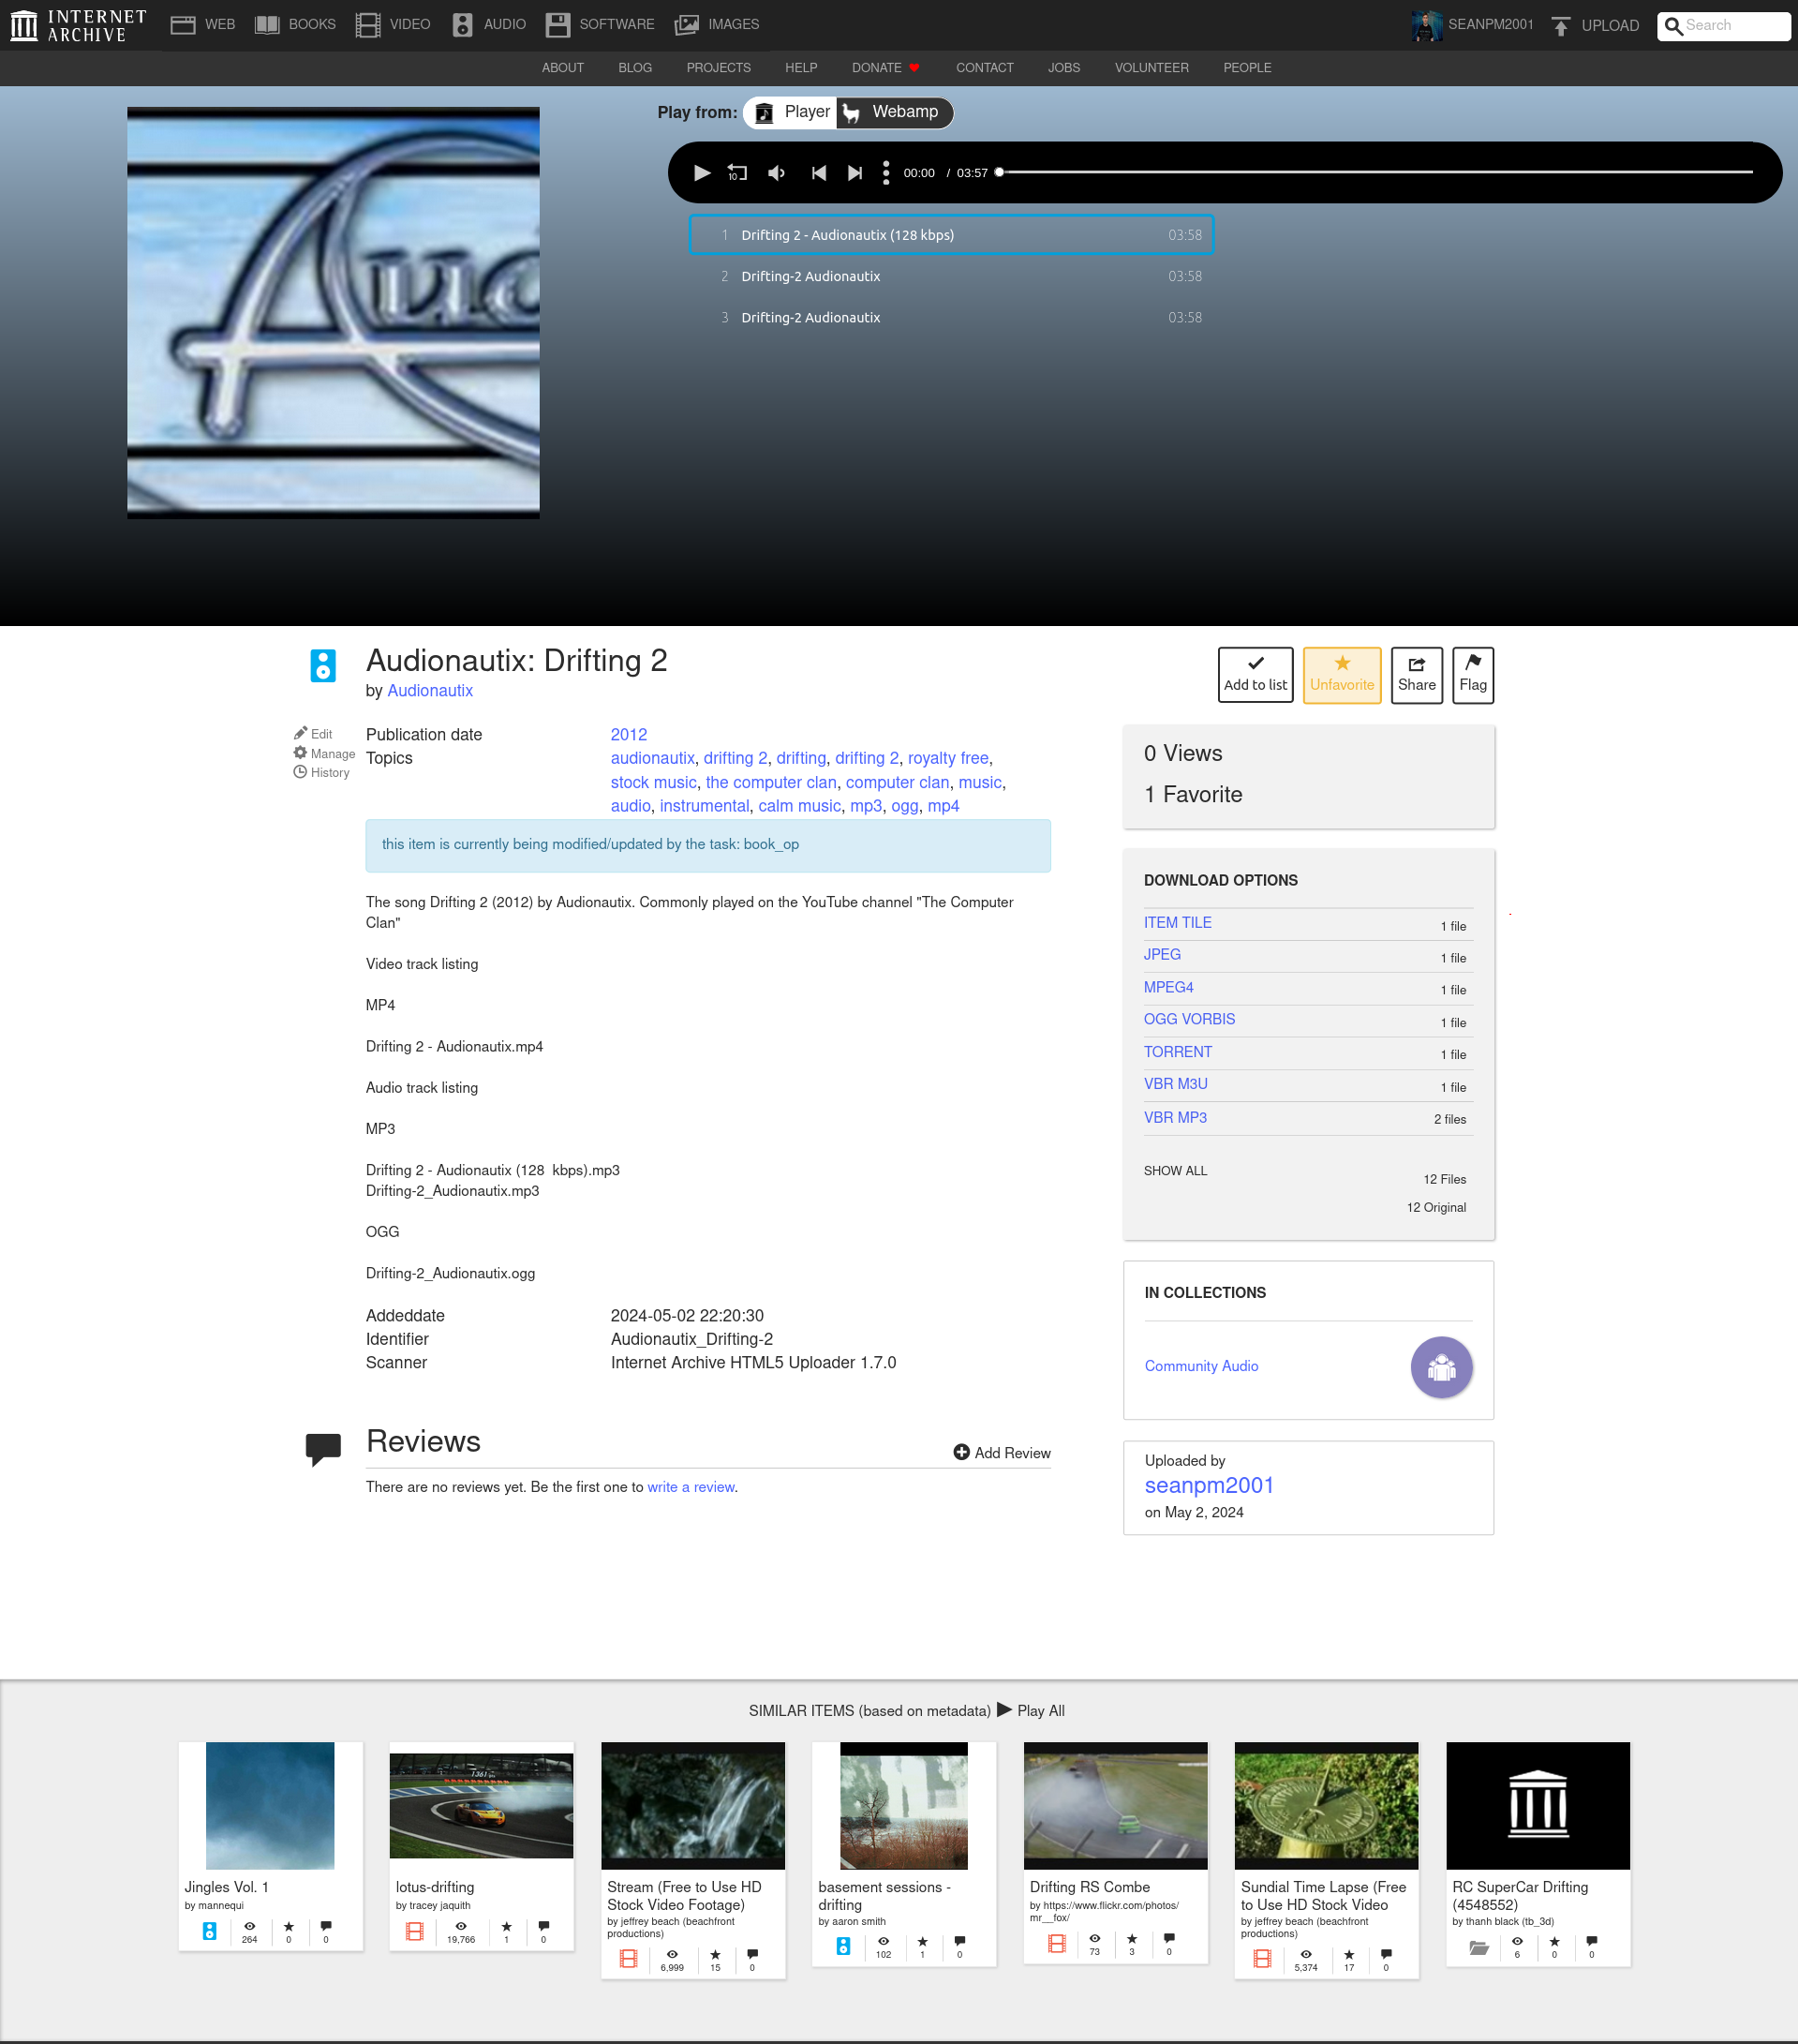 INTERNET
ARCHIVE
WEB
BOOKS
VIDEO
AUDIO
SOFTWARE
IMAGES
SEANPM2001
UPLOAD
Search
ABOUT
BLOG
PROJECTS
HELP
DONATE
CONTACT
JOBS
VOLUNTEER
PEOPLE
Play from:
Player
Webamp
10
00:00 / 03:57
1 Drifting 2 - Audionautix (128 kbps) 03:58
2 Drifting-2 Audionautix 03:58
3 Drifting-2 Audionautix 03:58
Audionautix: Drifting 2
by Audionautix
Add to list
Unfavorite
Share
Flag
Edit
Manage
History
Publication date 2012
Topics audionautix, drifting 2, drifting, drifting 2, royalty free,
stock music, the computer clan, computer clan, music,
audio, instrumental, calm music, mp3, ogg, mp4
this item is currently being modified/updated by the task: book_op
The song Drifting 2 (2012) by Audionautix. Commonly played on the YouTube channel "The Computer
Clan"
Video track listing
MP4
Drifting 2 - Audionautix.mp4
Audio track listing
MP3
Drifting 2 - Audionautix (128  kbps).mp3
Drifting-2_Audionautix.mp3
OGG
Drifting-2_Audionautix.ogg
Addeddate 2024-05-02 22:20:30
Identifier Audionautix_Drifting-2
Scanner Internet Archive HTML5 Uploader 1.7.0
Reviews
Add Review
There are no reviews yet. Be the first one to write a review.
0 Views
1 Favorite
DOWNLOAD OPTIONS
ITEM TILE 1 file
JPEG 1 file
MPEG4 1 file
OGG VORBIS 1 file
TORRENT 1 file
VBR M3U 1 file
VBR MP3 2 files
SHOW ALL
12 Files
12 Original
IN COLLECTIONS
Community Audio
Uploaded by
seanpm2001
on May 2, 2024
SIMILAR ITEMS (based on metadata) Play All
Jingles Vol. 1
by mannequi
264 0 0
1361
lotus-drifting
by tracey jaquith
19,766 1 0
Stream (Free to Use HD
Stock Video Footage)
by jeffrey beach (beachfront
productions)
6,999 15 0
basement sessions -
drifting
by aaron smith
102 1 0
Drifting RS Combe
by https://www.flickr.com/photos/
mr__fox/
73 3 0
Sundial Time Lapse (Free
to Use HD Stock Video
by jeffrey beach (beachfront
productions)
5,374 17 0
RC SuperCar Drifting
(4548552)
by thanh black (tb_3d)
6 0 0